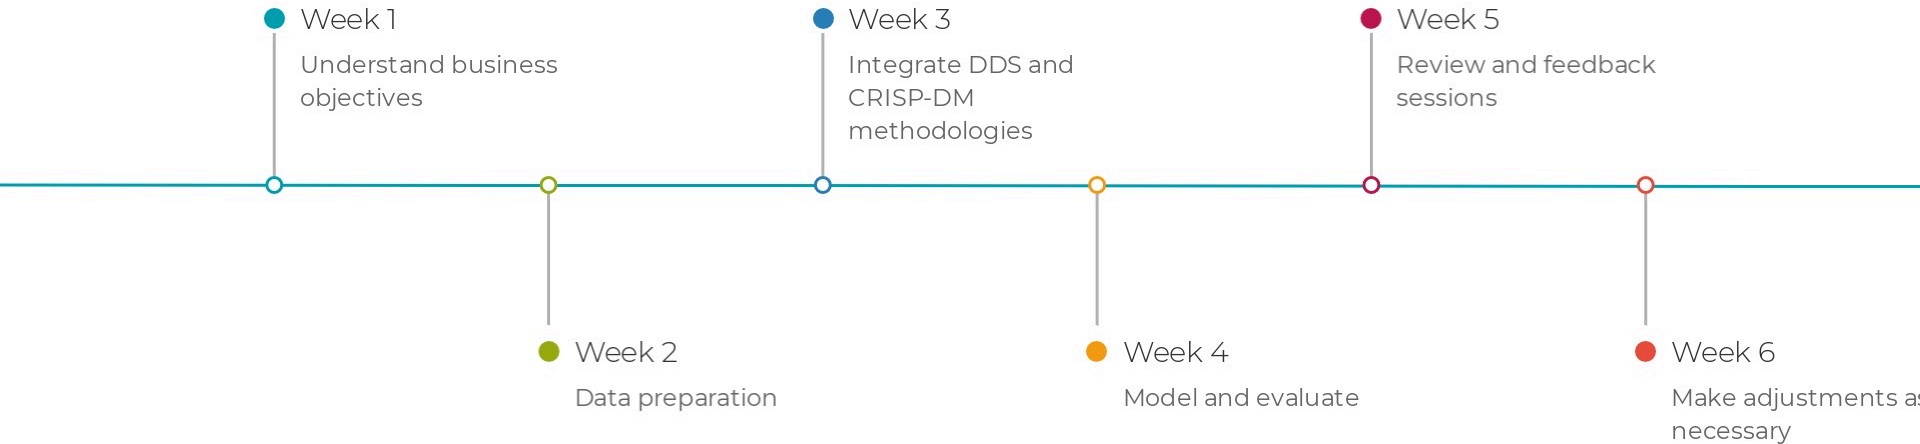 Week 1
Understand business
objectives
Week 3
Integrate DDS and
CRISP-DM
methodologies
Week 5
Review and feedback
sessions
Week 2
Data preparation
Week 4
Model and evaluate
Week 6
Make adjustments as
necessary